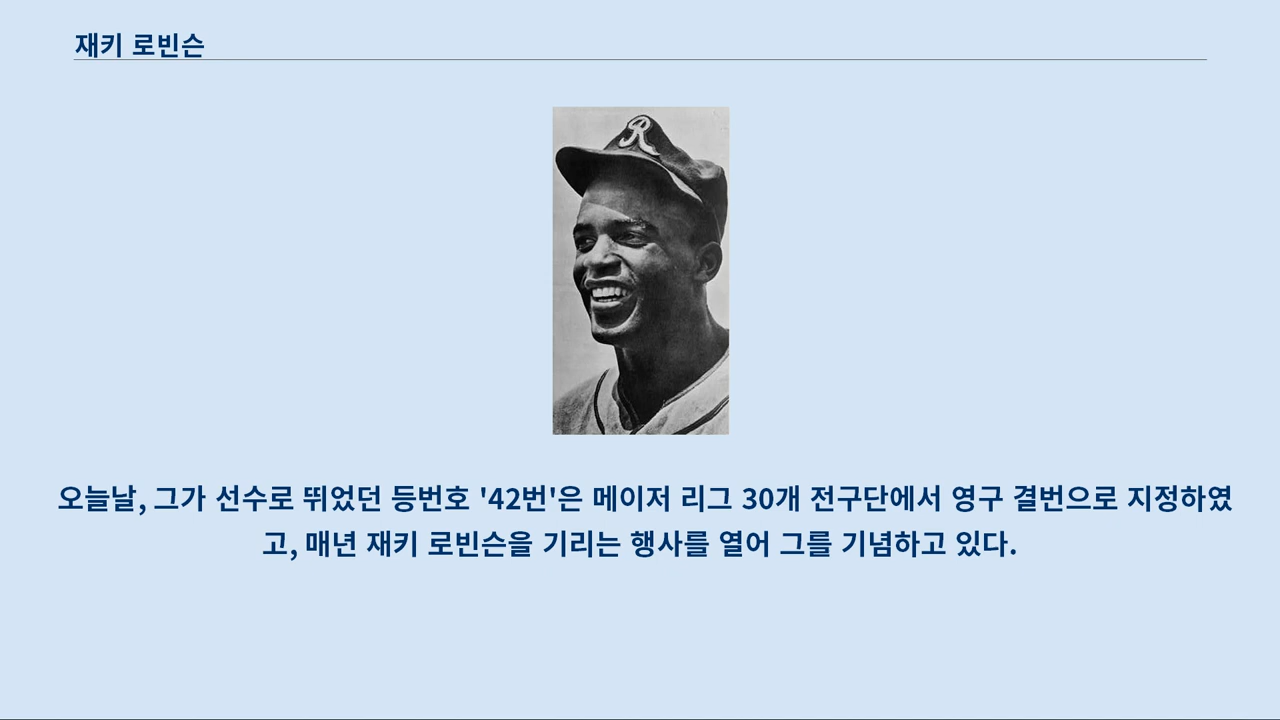 재키 로빈슨
R
오늘날, 그가 선수로 뛰었던 등번호 '42번'은 메이저 리그 30개 전구단에서 영구 결번으로 지정하였
고, 매년 재키 로빈슨을 기리는 행사를 열어 그를 기념하고 있다.